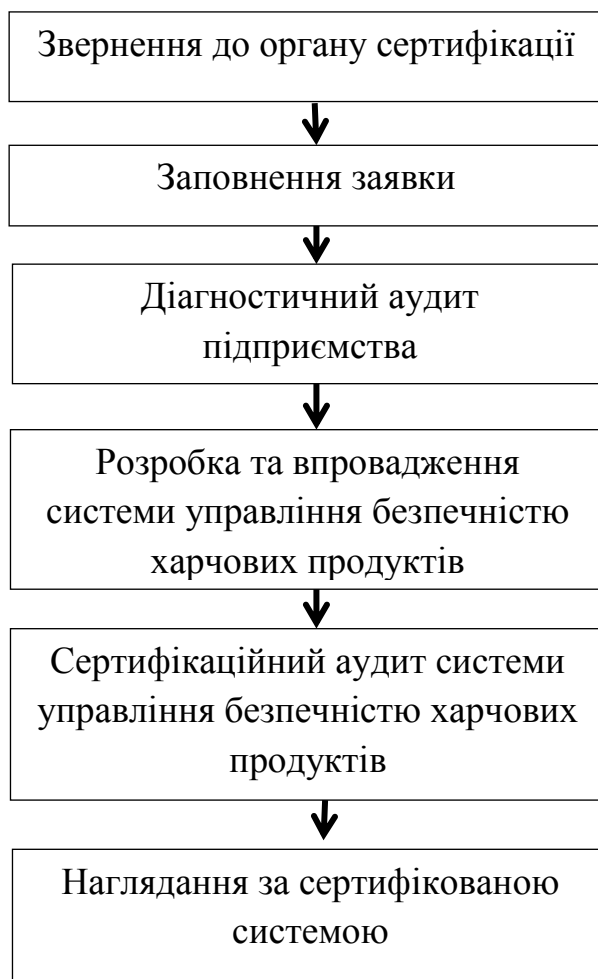 Звернення до органу сертифікації
Заповнення заявки
Діагностичний аудит
підприємства
Розробка та впровадження
системи управління безпечністю
харчових продуктів
Сертифікаційний аудит системи
управління безпечністю харчових
продуктів
Наглядання за сертифікованою
системою